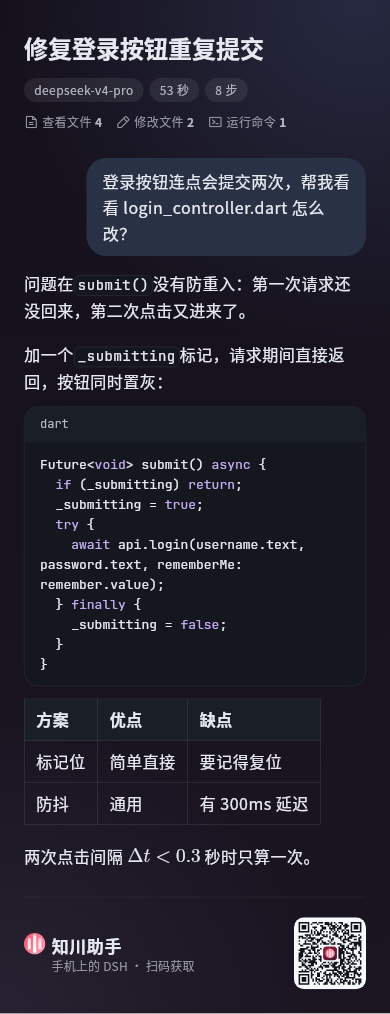 修复登录按钮重复提交
deepseek-v4-pro 53 秒 8 步
查看文件 4 修改文件 2 运行命令 1
登录按钮连点会提交两次，帮我看
看 login_controller.dart 怎么
改？
问题在 submit() 没有防重入：第一次请求还
没回来，第二次点击又进来了。
加一个 _submitting 标记，请求期间直接返
回，按钮同时置灰：
dart
Future<void> submit() async {
  if (_submitting) return;
  _submitting = true;
  try {
    await api.login(username.text,
password.text, rememberMe:
remember.value);
  } finally {
    _submitting = false;
  }
}
方案 优点 缺点
标记位 简单直接 要记得复位
防抖 通用 有 300ms 延迟
两次点击间隔 Δt < 0.3 秒时只算一次。
知川助手
手机上的 DSH · 扫码获取